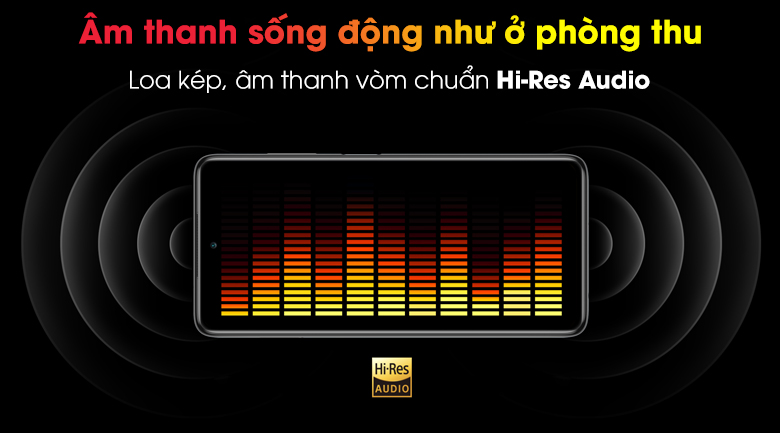 Âm thanh sống động như ở phòng thu
Loa kép, âm thanh vòm chuẩn Hi-Res Audio
Hi-Res
AUDIO